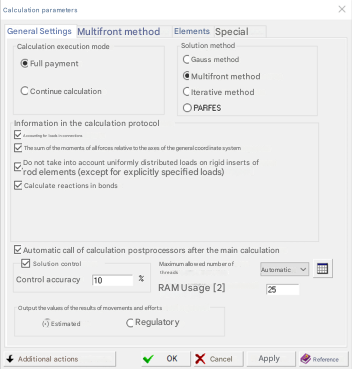 Calculation parameters
General Settings Multifront method Elements Special
Calculation execution mode
Full payment
Continue calculation
Solution method
Gauss method
Multifront method
Iterative method
PARFES
Information in the calculation protocol
Accounting for loads in connections
The sum of the moments of all forces relative to the axes of the general coordinate system
Do not take into account uniformly distributed loads on rigid inserts of
rod elements (except for explicitly specified loads)
Calculate reactions in bonds
Automatic call of calculation postprocessors after the main calculation
Solution control
Control accuracy 10 %
Maximum allowed number of
threads
Automatic
RAM Usage [2] 25
Output the values of the results of movements and efforts
Estimated Regulatory
Additional actions OK Cancel Apply Reference